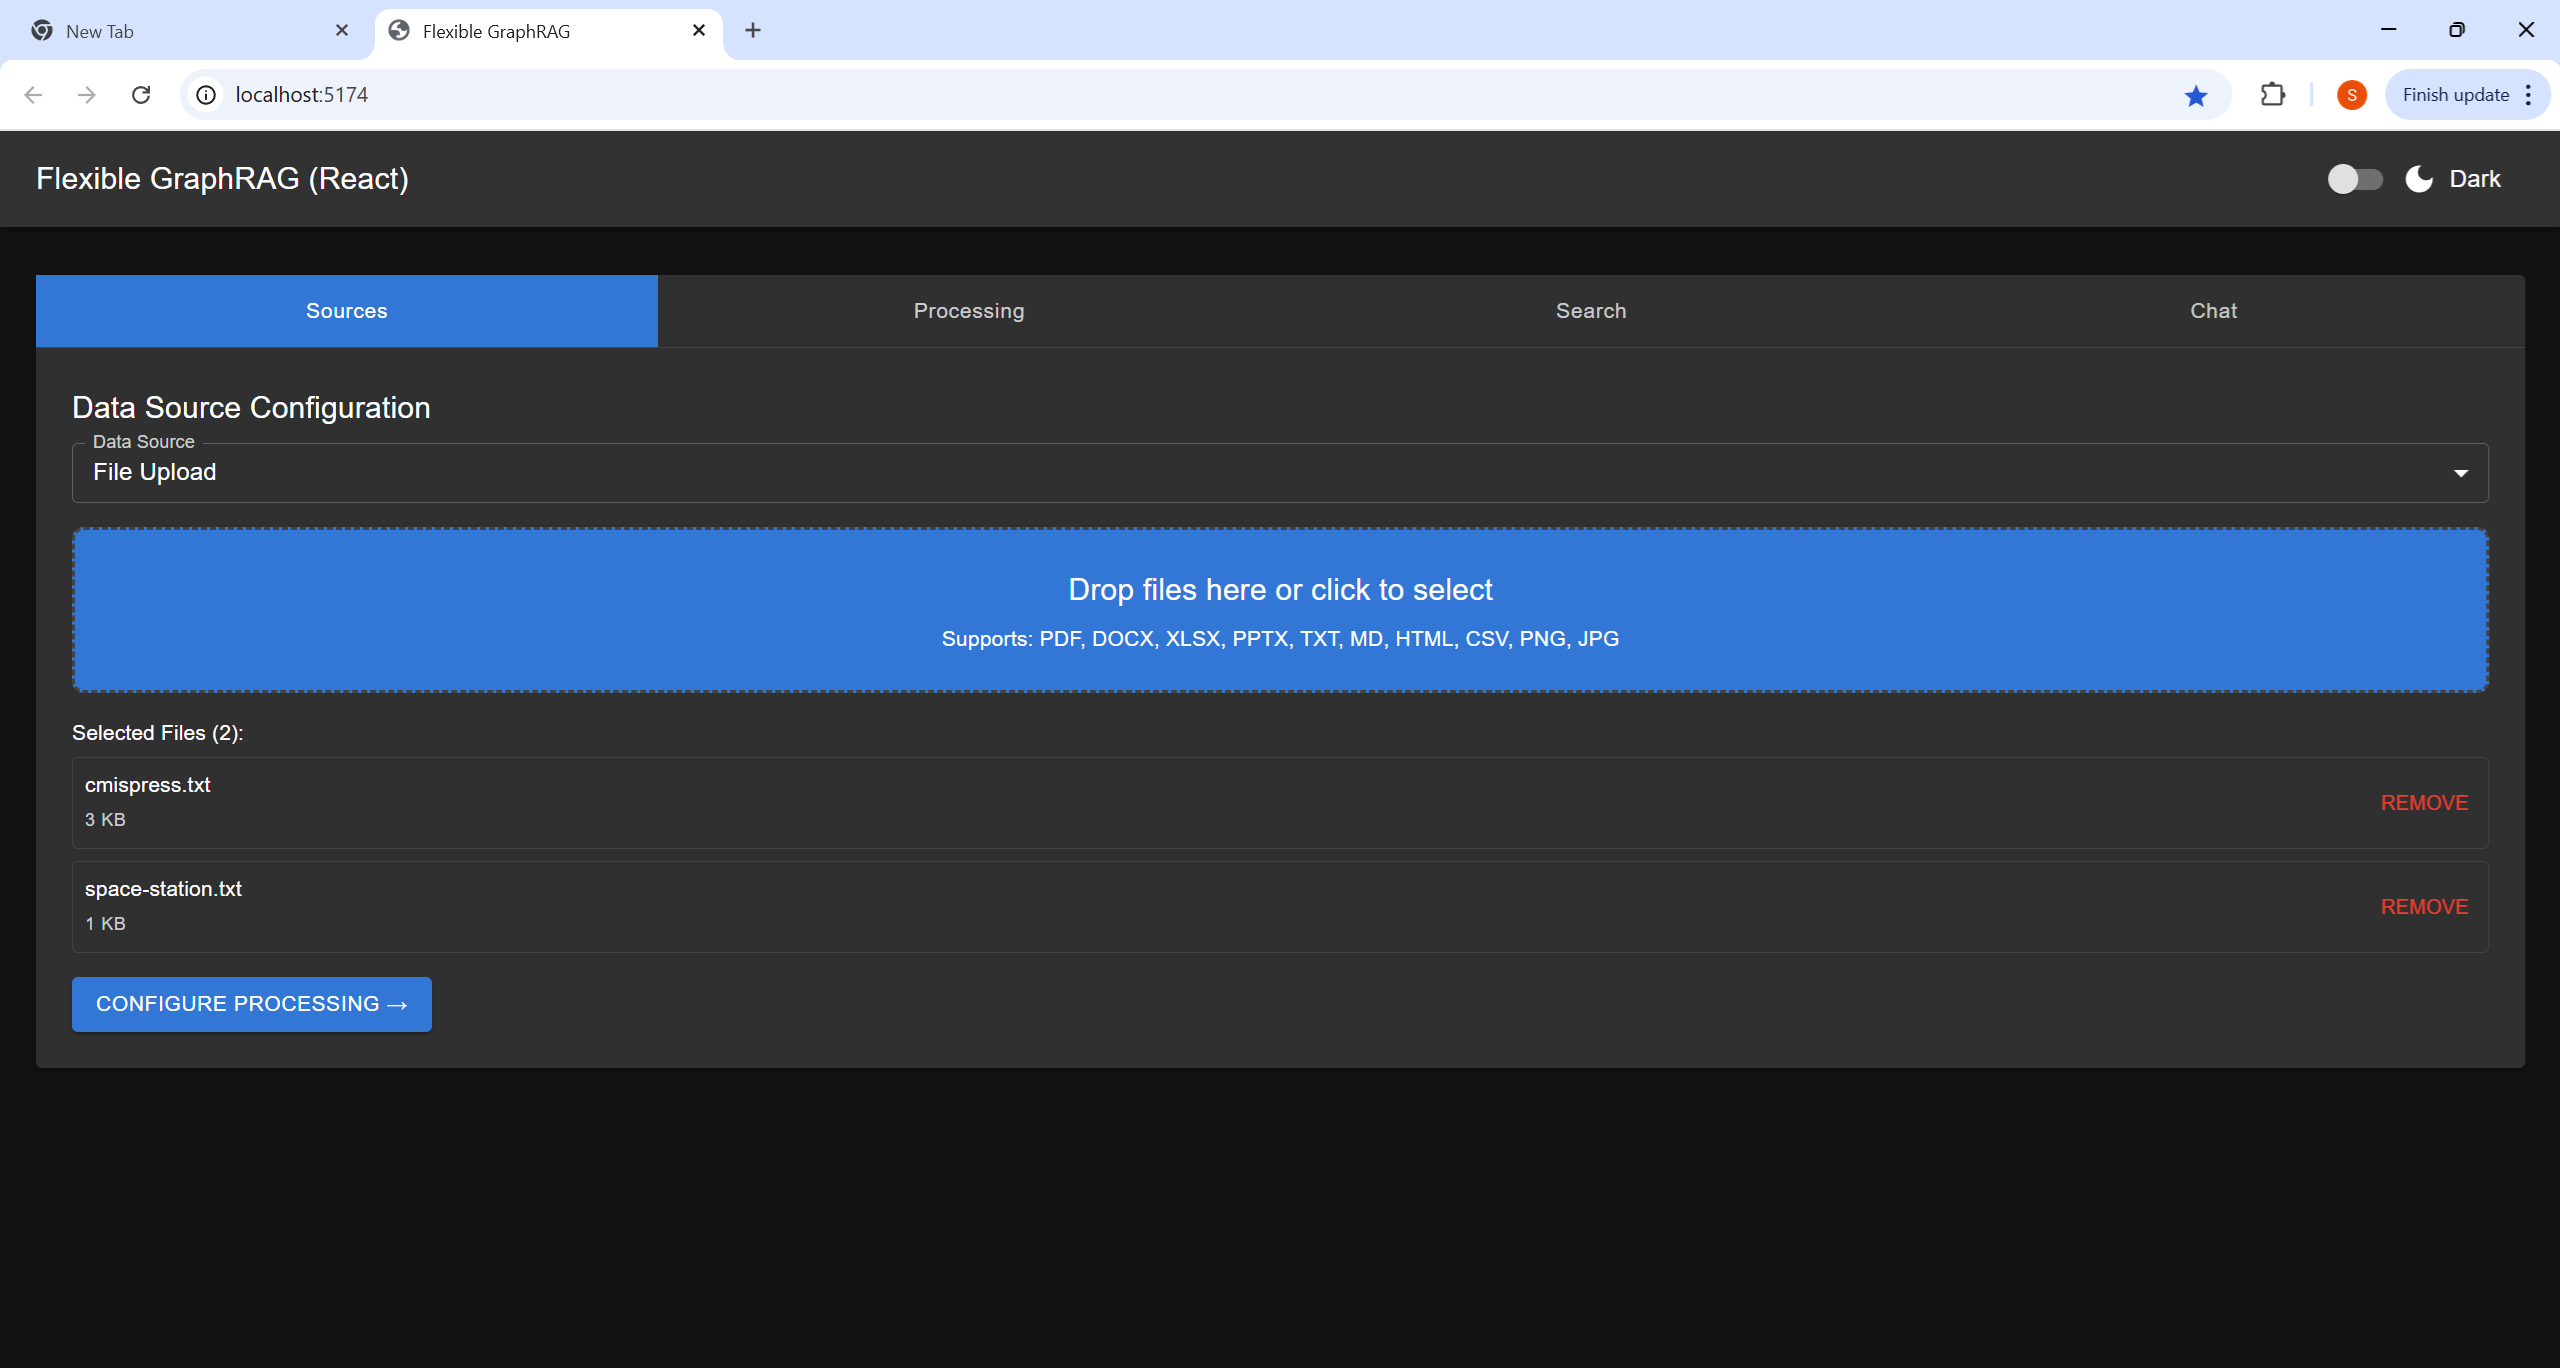 New Tab
Flexible GraphRAG
localhost:5174
S
Finish update
Flexible GraphRAG (React)
Dark
Sources
Processing
Search
Chat
Data Source Configuration
Data Source
File Upload
Drop files here or click to select
Supports: PDF, DOCX, XLSX, PPTX, TXT, MD, HTML, CSV, PNG, JPG
Selected Files (2):
cmispress.txt
3 KB
REMOVE
space-station.txt
1 KB
REMOVE
CONFIGURE PROCESSING →